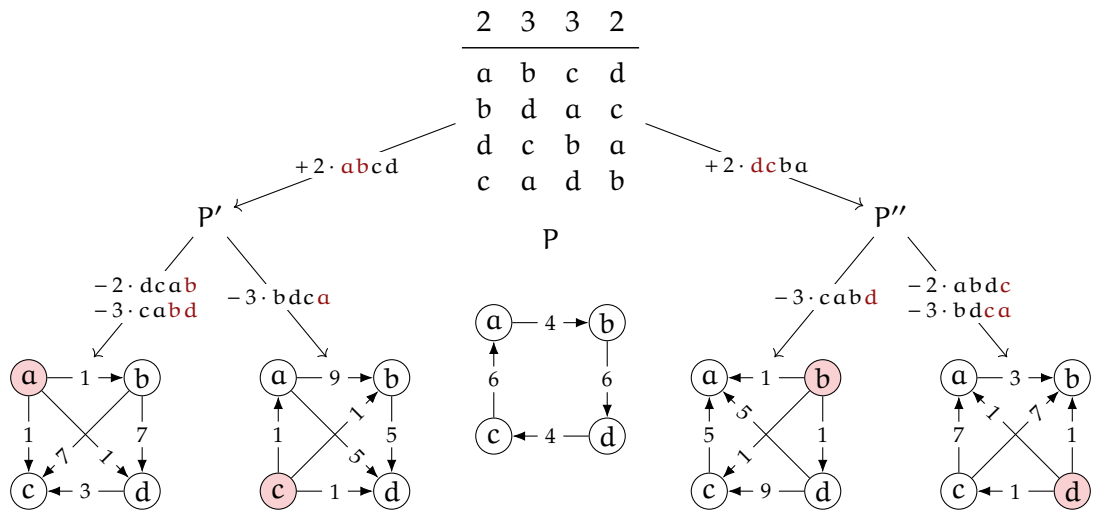 2 3 3 2
a b c d
b d a c
d c b a
c a d b
+2 · abcd
+2 · dcba
P′
P
P′′
−2 · dcab
−3 · cabd
−3 · bdca
−3 · cabd
−2 · abdc
−3 · bdca
a 1 b
1 7 1 7
c 3 d
a 9 b
1 1 5 5
c 1 d
a 4 b
6 6
c 4 d
a 1 b
5 5 1 1
c 9 d
a 3 b
7 1 7 1
c 1 d